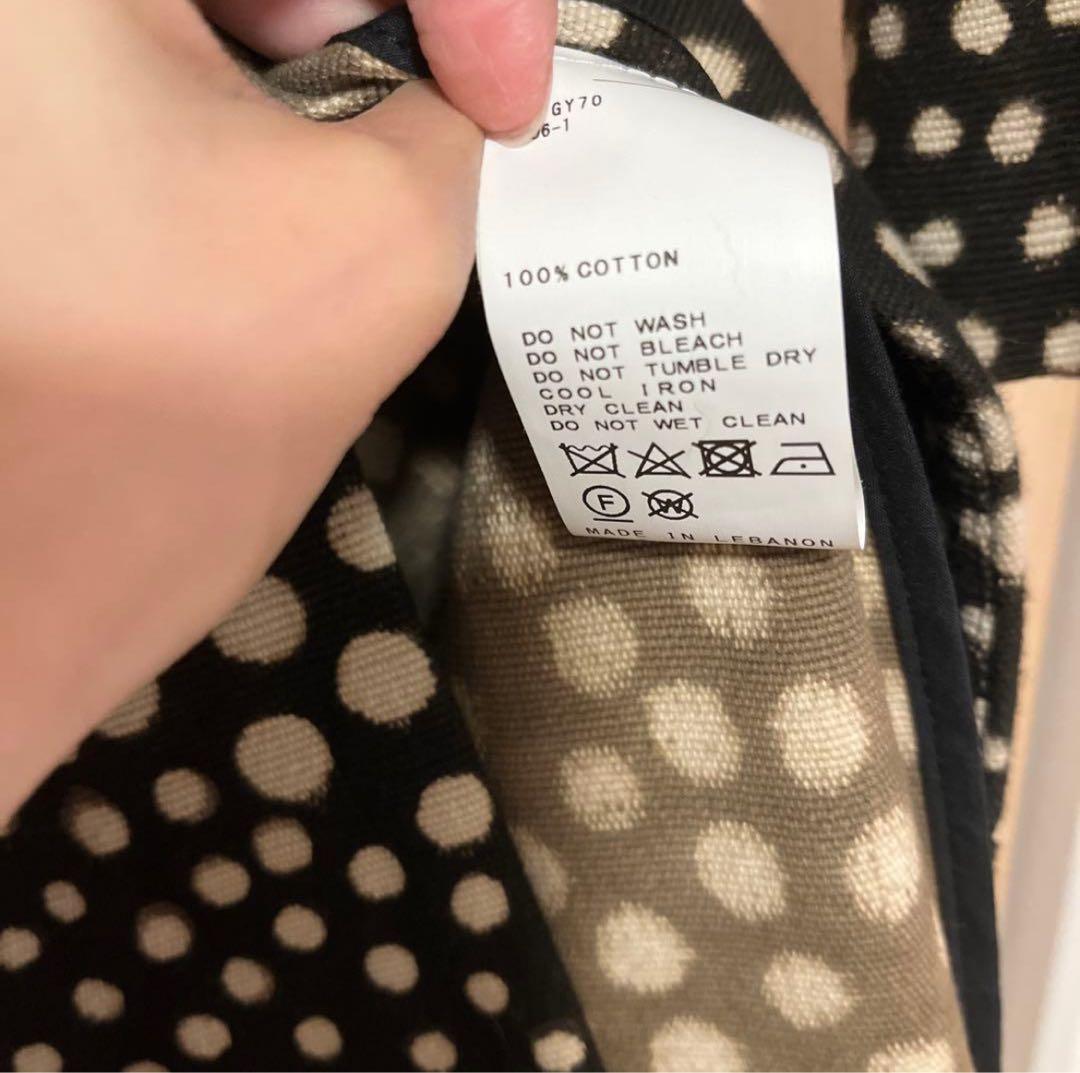 GY70
6-1
100% COTTON
DO NOT WASH
DO NOT BLEACH
DO NOT TUMBLE DRY
COOL IRON
DRY CLEAN
DO NOT WET CLEAN
F
W
MADE IN LEBANON